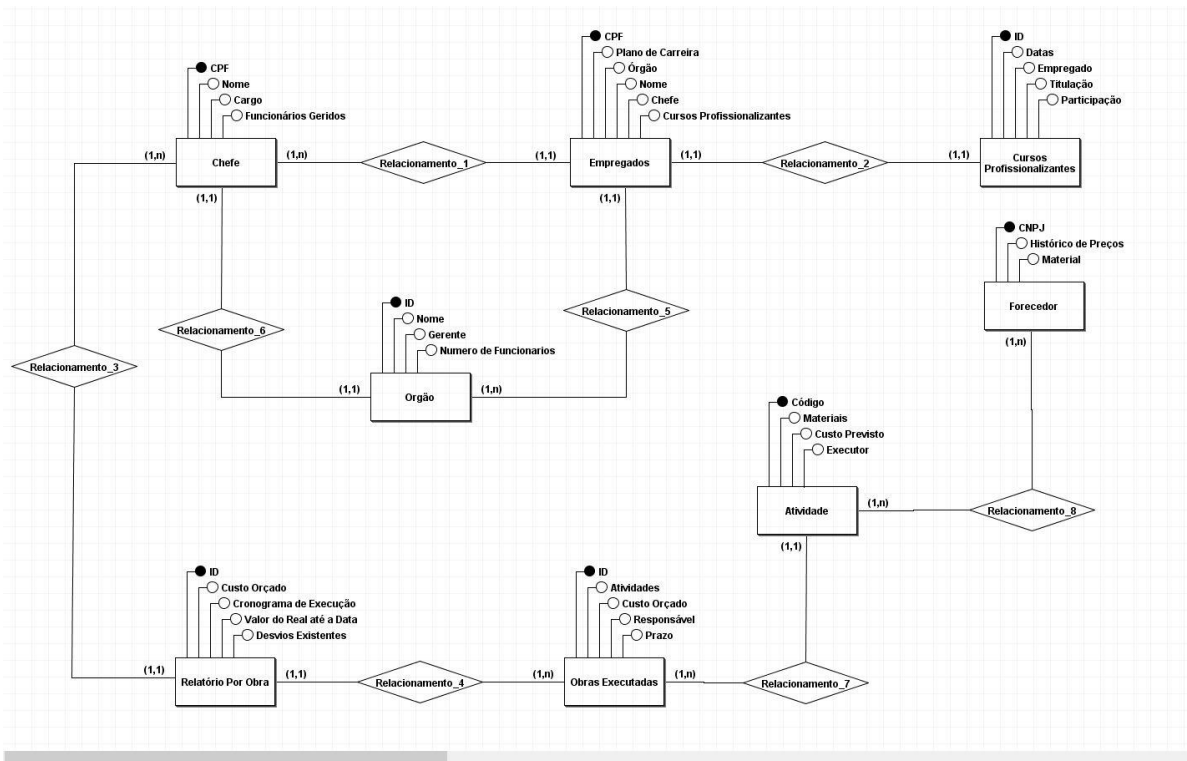 CPF
Plano de Carreira
Órgão
Nome
Chefe
Cursos Profissionalizantes
ID
Datas
Empregado
Titulação
Participação
CPF
Nome
Cargo
Funcionários Geridos
(1,n)
Chefe
(1,n)
Relacionamento_1
(1,1)
Empregados
(1,1)
Relacionamento_2
(1,1)
Cursos
Profissionalizantes
(1,1)
(1,1)
CNPJ
Histórico de Preços
Material
Forecedor
(1,n)
Relacionamento_6
Relacionamento_5
ID
Nome
Gerente
Numero de Funcionarios
Relacionamento_3
(1,1)
Orgão
(1,n)
Código
Materiais
Custo Previsto
Executor
Atividade
(1,n)
Relacionamento_8
(1,1)
ID
Custo Orçado
Cronograma de Execução
Valor do Real até a Data
Desvios Existentes
ID
Atividades
Custo Orçado
Responsável
Prazo
(1,1)
Relatório Por Obra
(1,1)
Relacionamento_4
(1,n)
Obras Executadas
(1,n)
Relacionamento_7